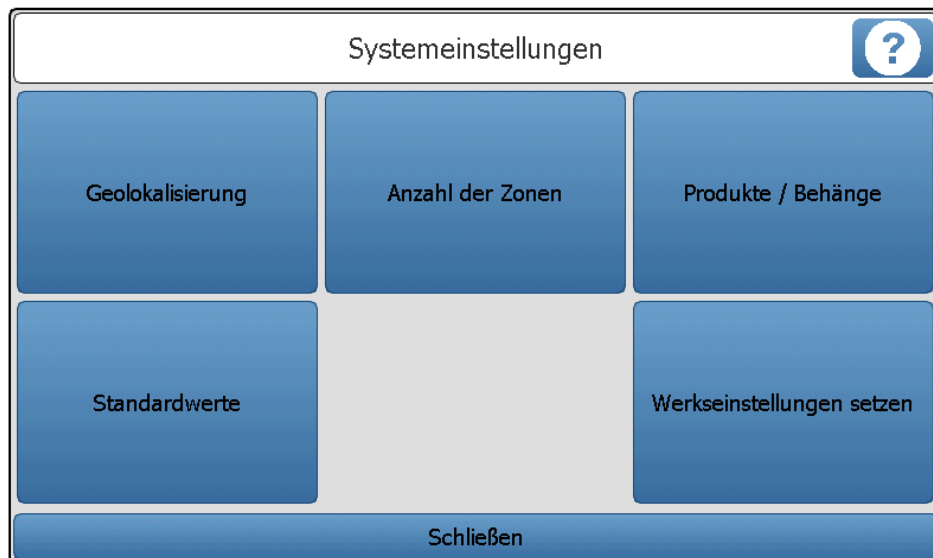 Systemeinstellungen
?
Geolokalisierung
Anzahl der Zonen
Produkte / Behänge
Standardwerte
Werkseinstellungen setzen
Schließen